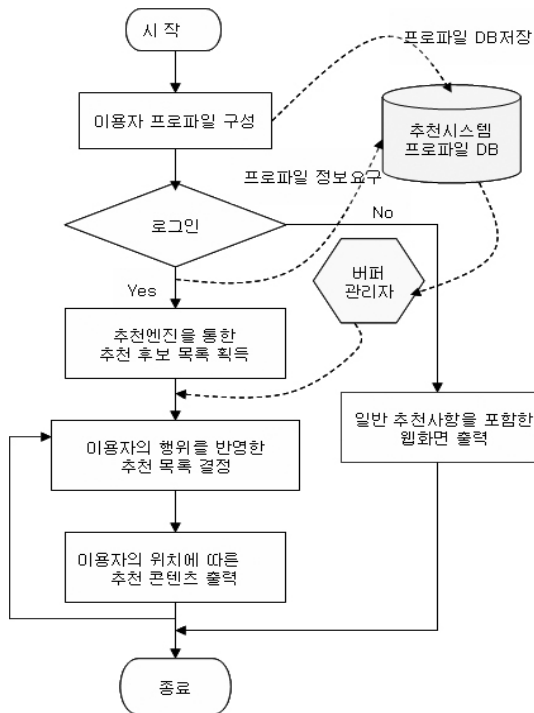 시 작
프로파일 DB저장
이용자 프로파일 구성
추천시스템
프로파일 DB
프로파일 정보요구
로그인
No
Yes
버퍼
관리자
추천엔진을 통한
추천 후보 목록 획득
일반 추천사항을 포함한
웹화면 출력
이용자의 행위를 반영한
추천 목록 결정
이용자의 위치에 따른
추천 콘텐츠 출력
종료